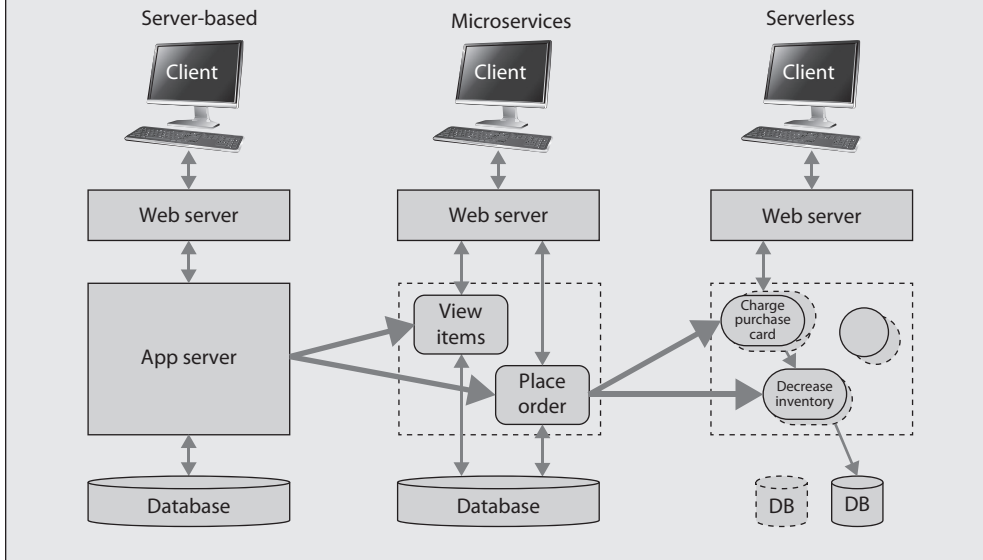 Server-based
Microservices
Serverless
Client
Client
Client
Web server
Web server
Web server
App server
View
items
Place
order
Charge
purchase
card
Decrease
inventory
Database
Database
DB
DB